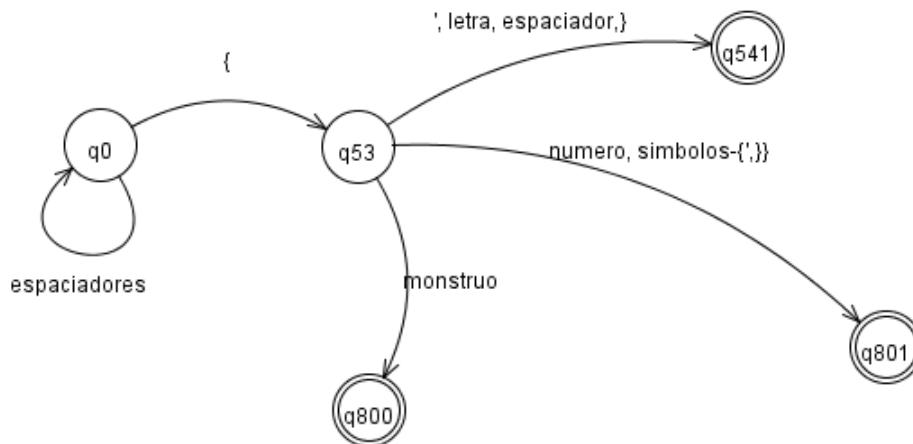 ', letra, espaciador,}
q541
{
q0
q53
numero, simbolos-{',}}
espaciadores
monstruo
q801
q800